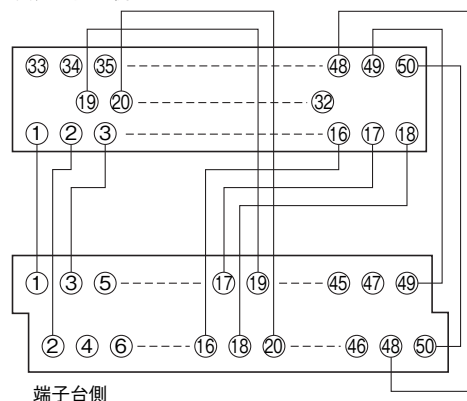 ㉝ ㉞ ㉟ ㊽ ㊾ ㊿
⑲ ⑳ ㉜
① ② ③ ⑯ ⑰ ⑱
① ③ ⑤ ⑰ ⑲ ㊺ ㊼ ㊾
② ④ ⑥ ⑯ ⑱ ⑳ ㊻ ㊽ ㊿
端子台側